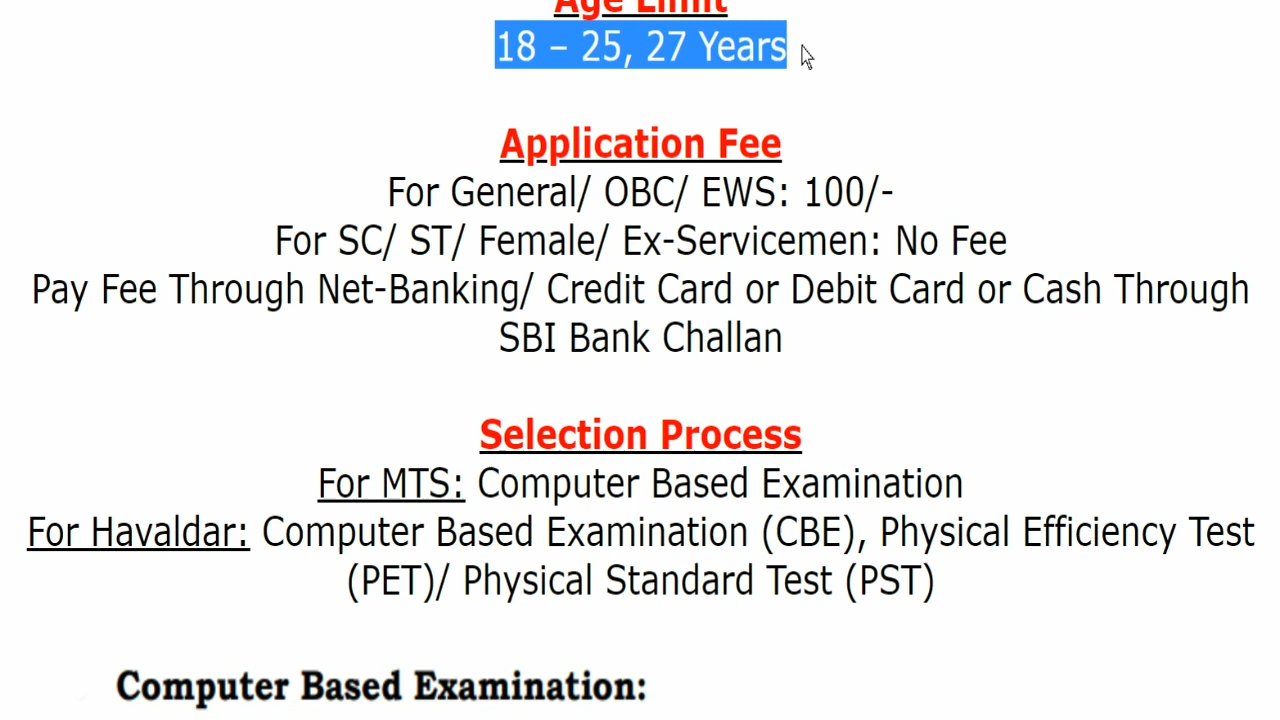 Age Limit
18 – 25, 27 Years
Application Fee
For General/ OBC/ EWS: 100/-
For SC/ ST/ Female/ Ex-Servicemen: No Fee
Pay Fee Through Net-Banking/ Credit Card or Debit Card or Cash Through
SBI Bank Challan
Selection Process
For MTS: Computer Based Examination
For Havaldar: Computer Based Examination (CBE), Physical Efficiency Test
(PET)/ Physical Standard Test (PST)
Computer Based Examination: